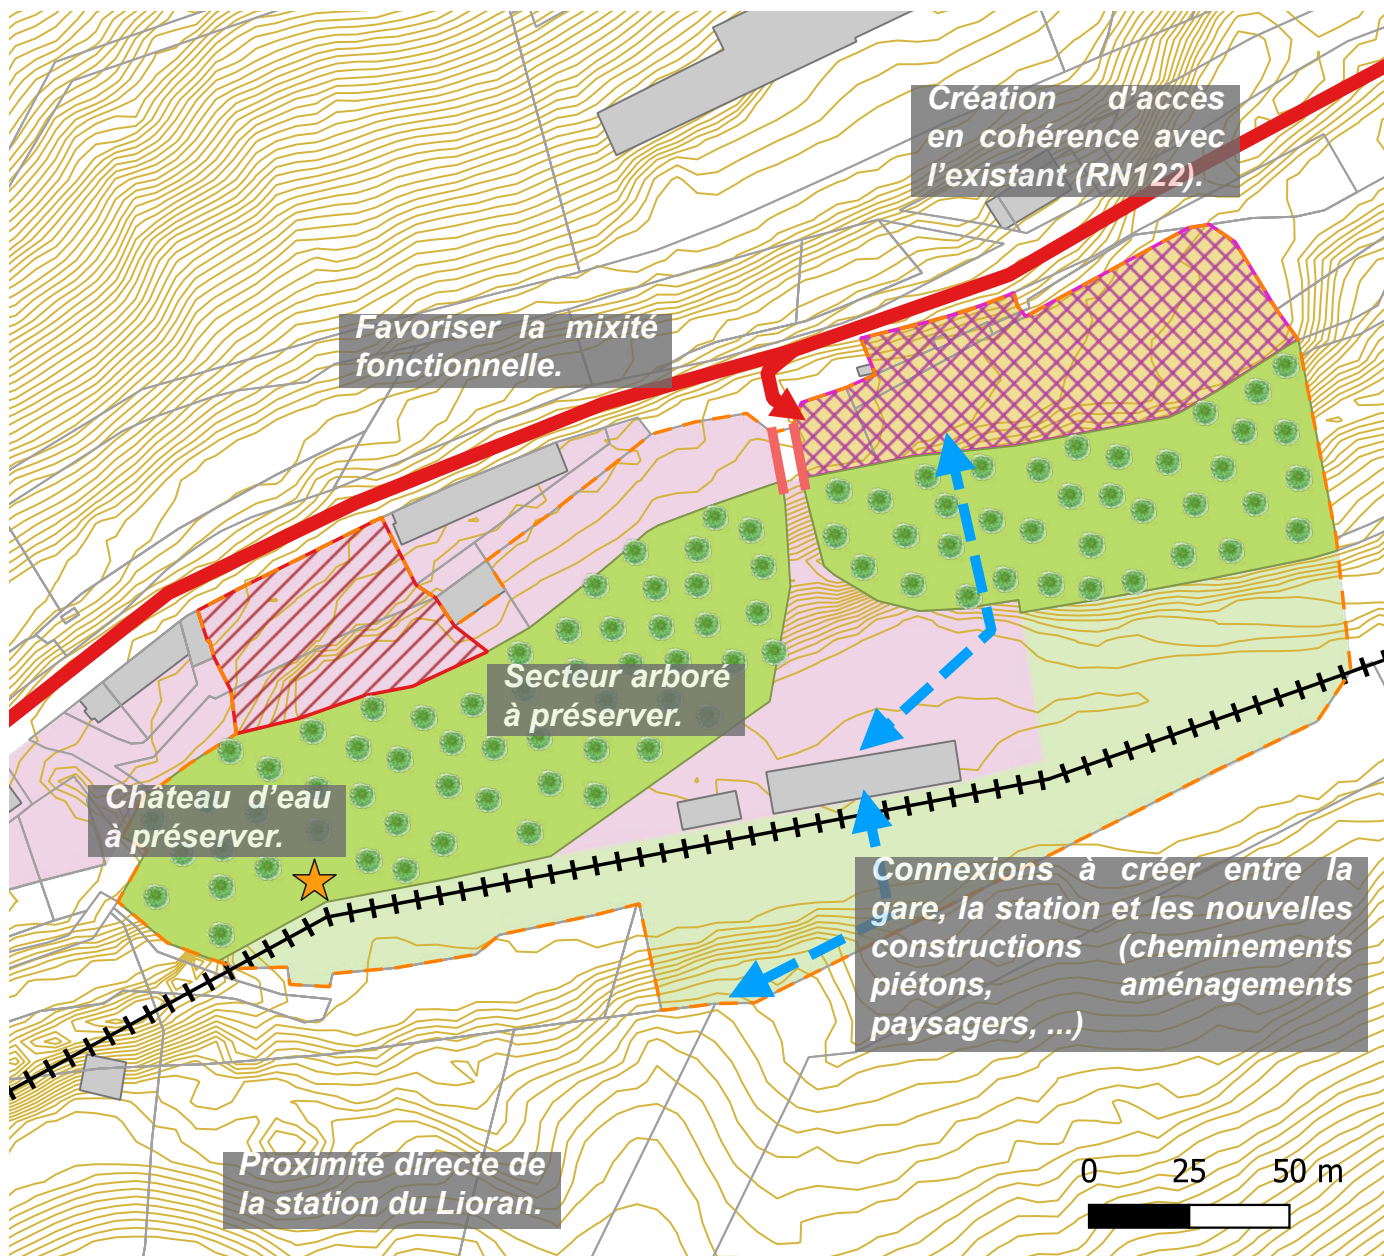 Création d’accès
en cohérence avec
l’existant (RN122).
Favoriser la mixité
fonctionnelle.
Secteur arboré
à préserver.
Château d’eau
à préserver.
Connexions à créer entre la
gare, la station et les nouvelles
constructions (cheminements
piétons, aménagements
paysagers, ...)
Proximité directe de
la station du Lioran.
0 25 50 m